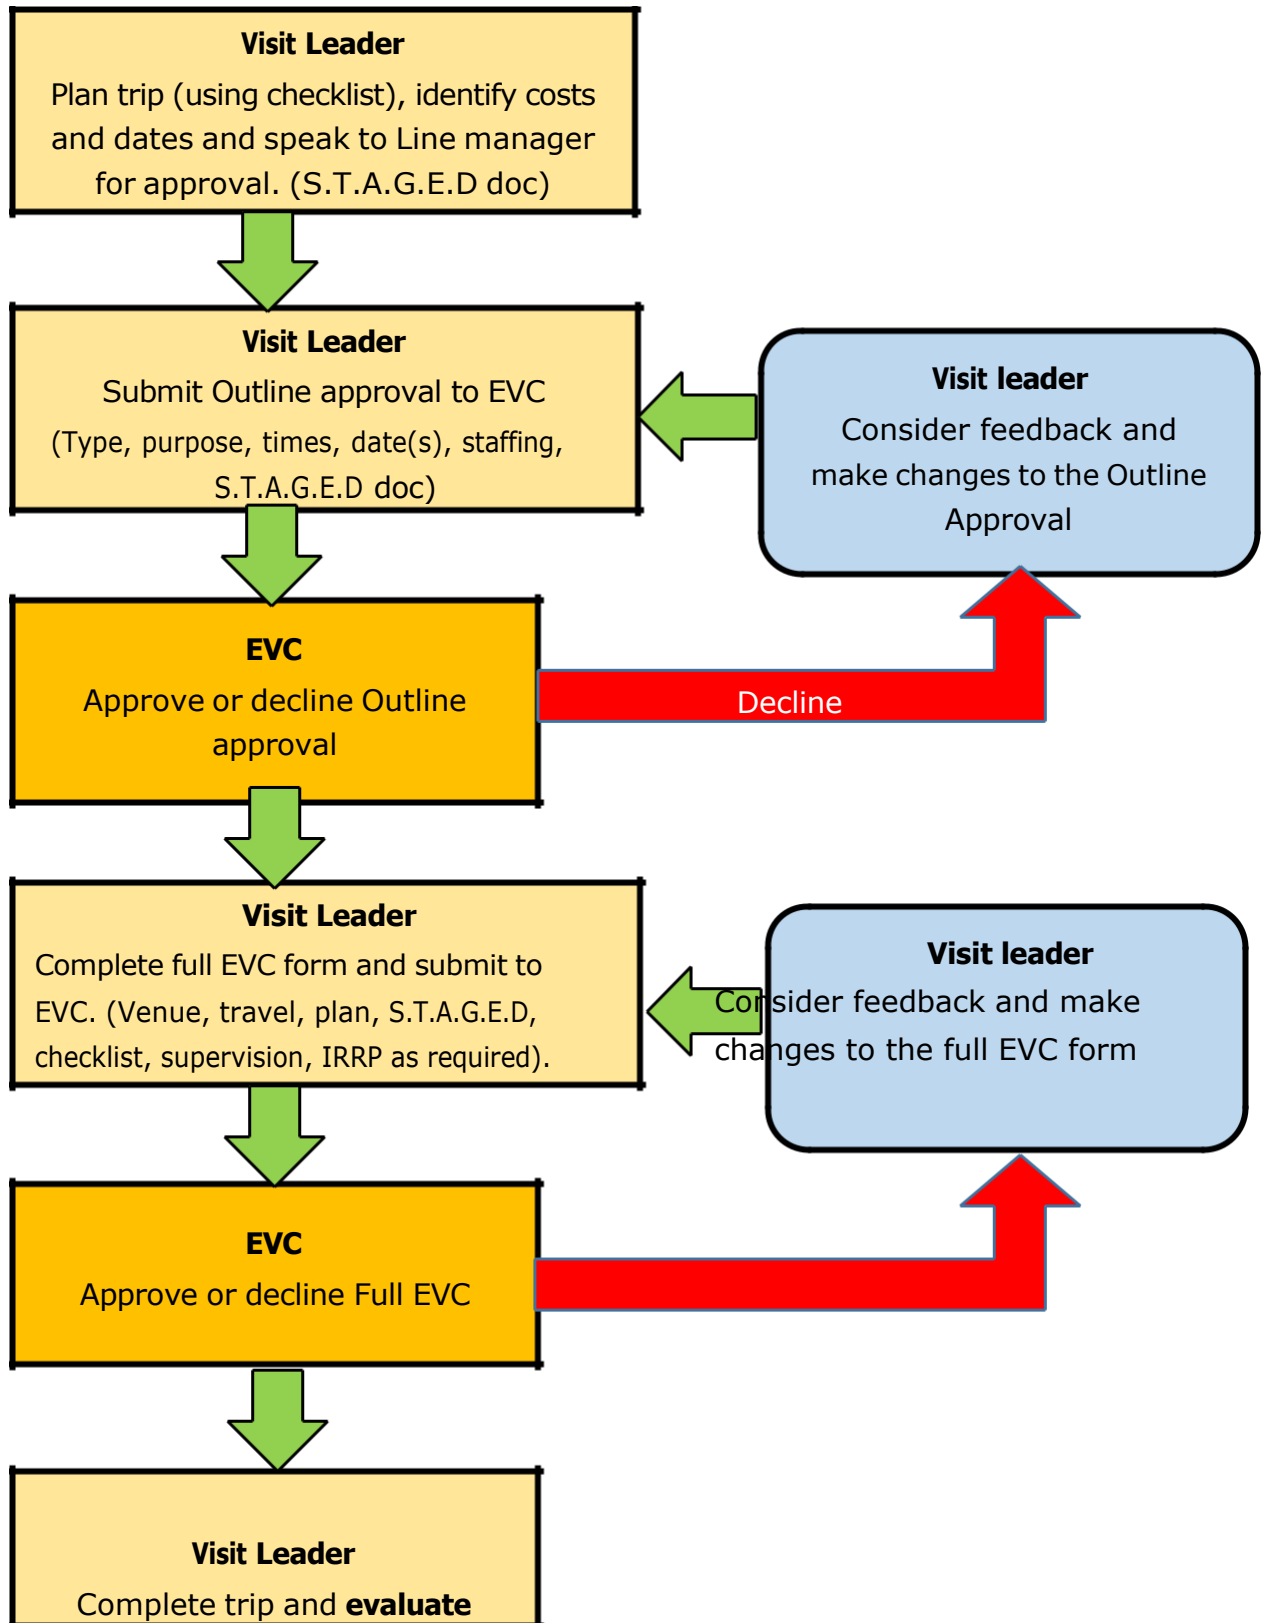 Visit Leader
Plan trip (using checklist), identify costs
and dates and speak to Line manager
for approval. (S.T.A.G.E.D doc)
Visit Leader
Submit Outline approval to EVC
(Type, purpose, times, date(s), staffing,
S.T.A.G.E.D doc)
Visit leader
Consider feedback and
make changes to the Outline
Approval
EVC
Approve or decline Outline
approval
Decline
Visit Leader
Complete full EVC form and submit to
EVC. (Venue, travel, plan, S.T.A.G.E.D,
checklist, supervision, IRRP as required).
Visit leader
Consider feedback and make
changes to the full EVC form
EVC
Approve or decline Full EVC
Visit Leader
Complete trip and evaluate